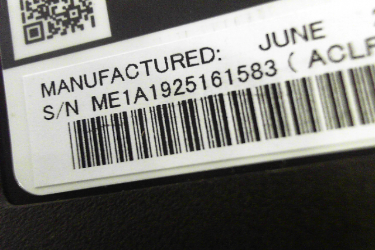 MANUFACTURED: JUNE
S/N ME1A1925161583 ( ACLF